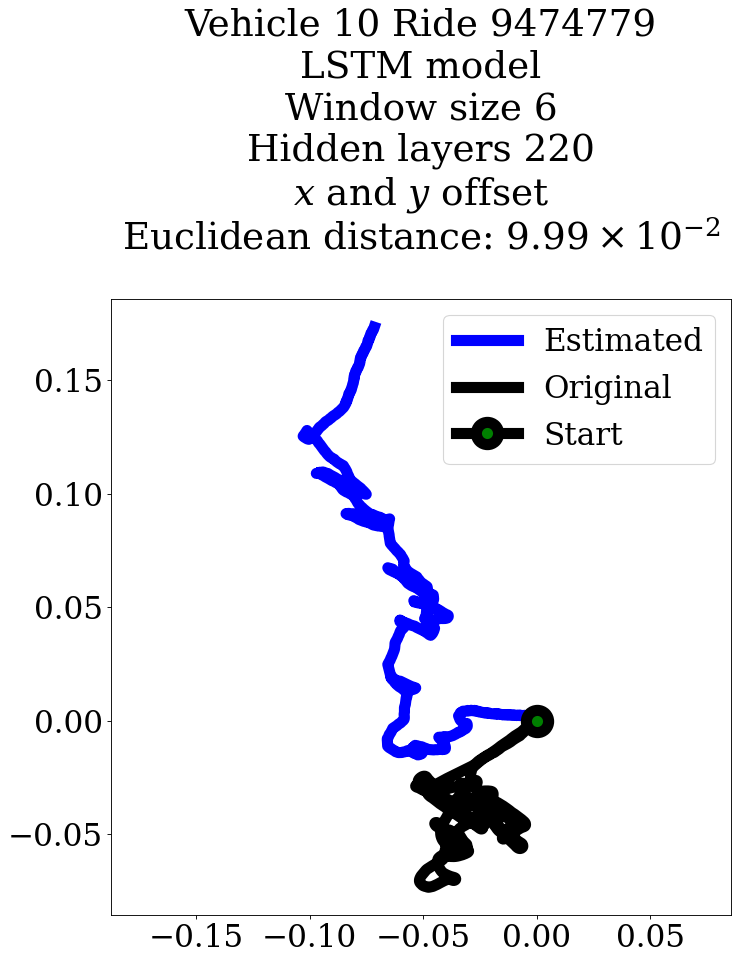 Vehicle 10 Ride 9474779
LSTM model
Window size 6
Hidden layers 220
x and y offset
Euclidean distance: 9.99 × 10⁻²
Estimated
Original
Start
0.15
0.10
0.05
0.00
−0.05
−0.15 −0.10 −0.05 0.00 0.05